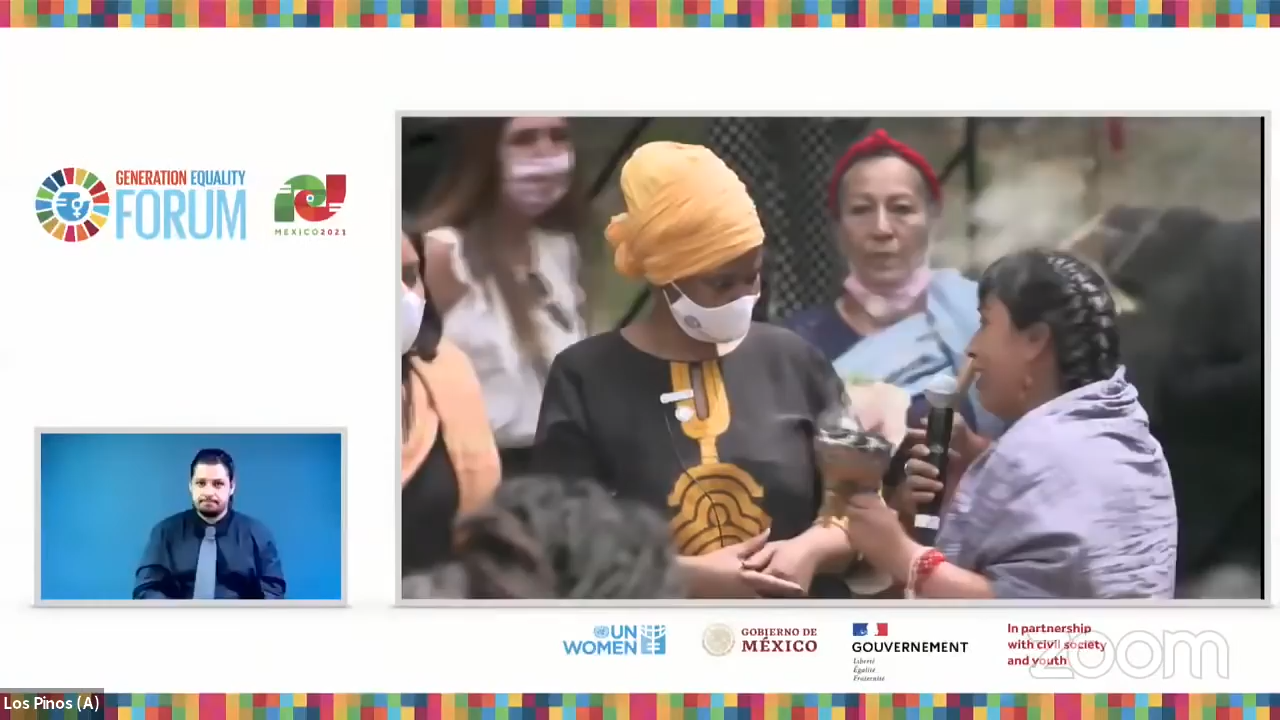 GENERATION EQUALITY
FORUM
MEXICO2021
UN
WOMEN
GOBIERNO DE
MÉXICO
GOUVERNEMENT
Liberté
Égalité
Fraternité
In partnership
with civil society
and youth
zoom
Los Pinos (A)